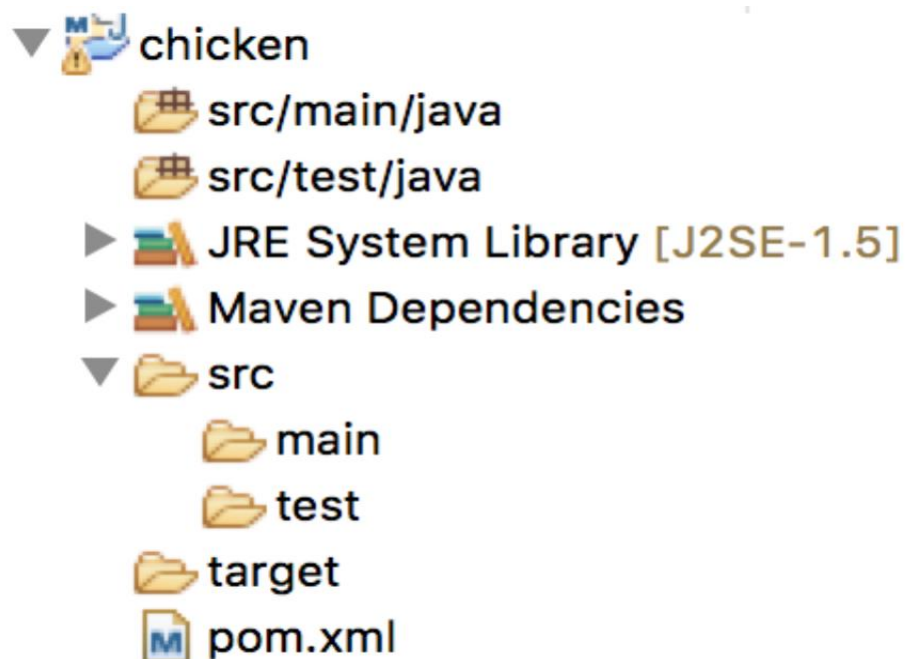 chicken
src/main/java
src/test/java
JRE System Library [J2SE-1.5]
Maven Dependencies
src
main
test
target
pom.xml